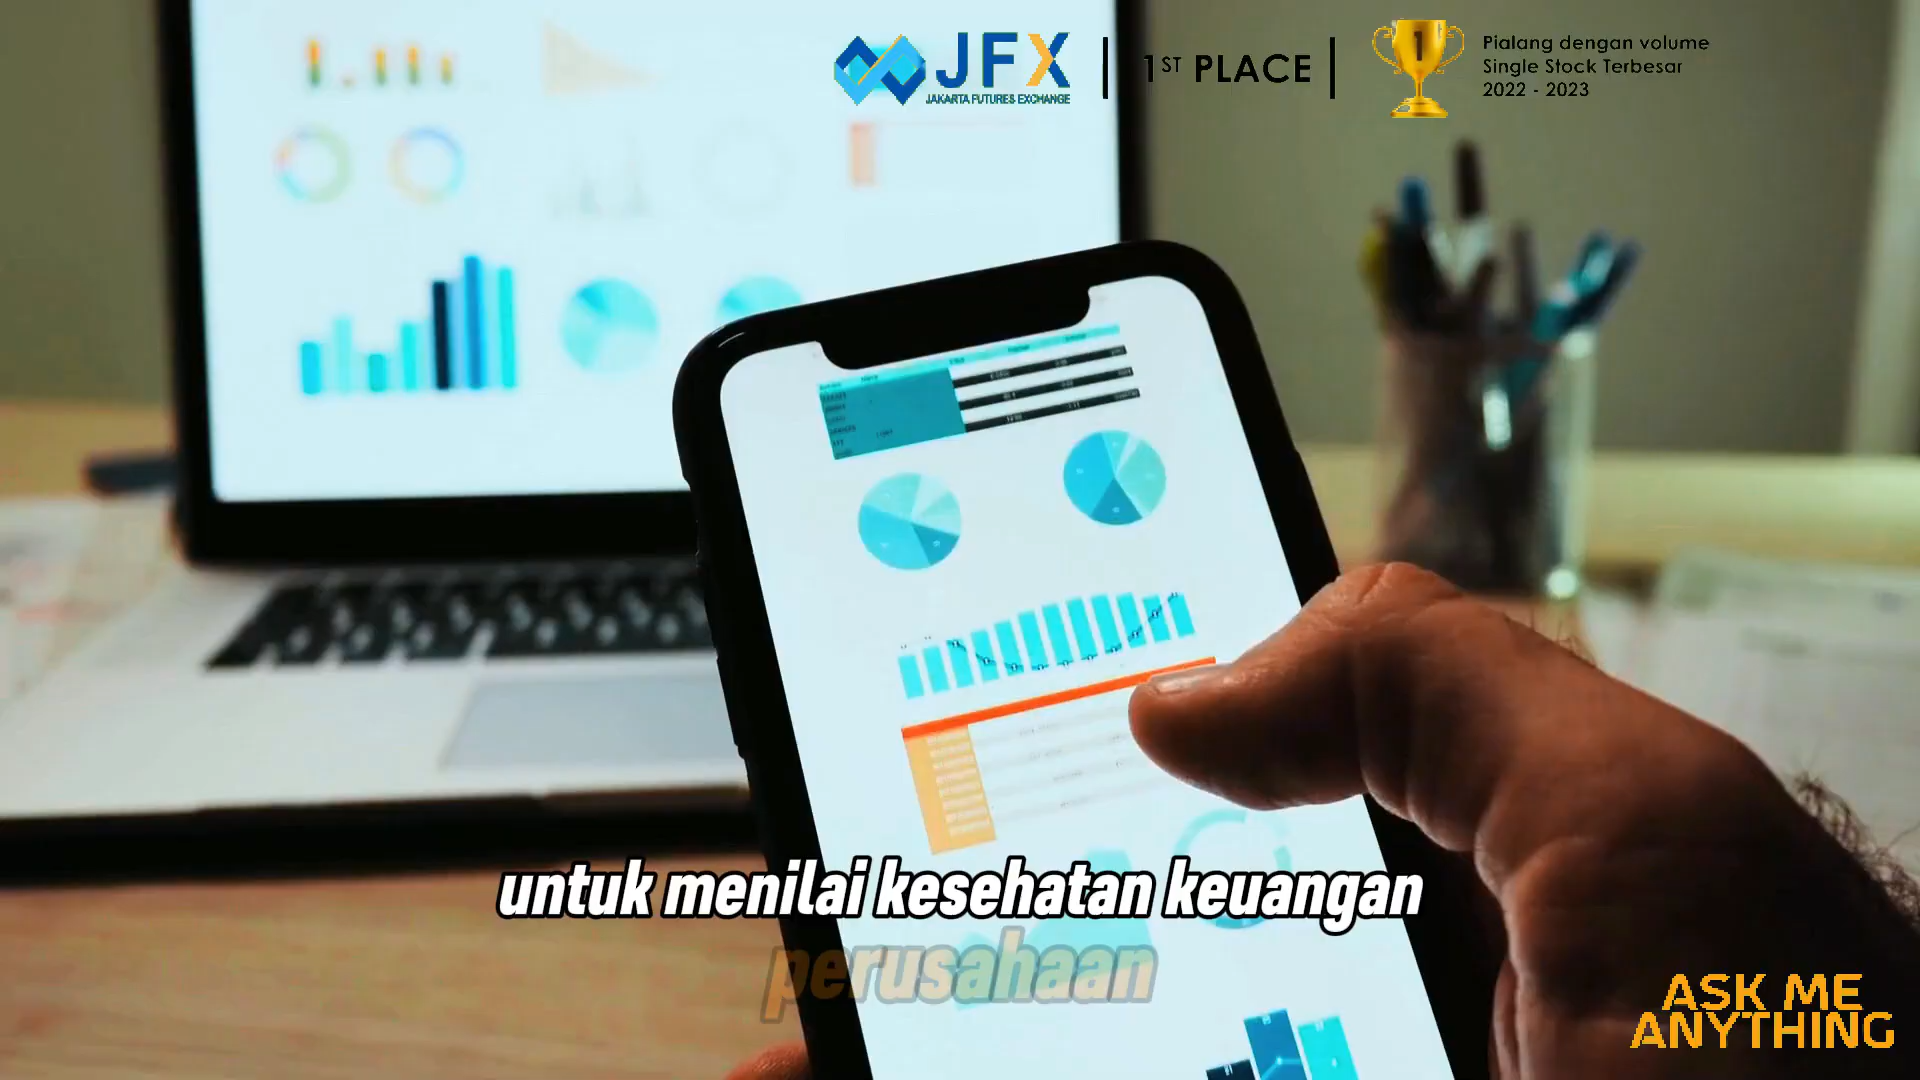 JFX
JAKARTA FUTURES EXCHANGE
1ST PLACE
1
Pialang dengan volume
Single Stock Terbesar
2022 - 2023
untuk menilai kesehatan keuangan
perusahaan
ASK ME
ANYTHING